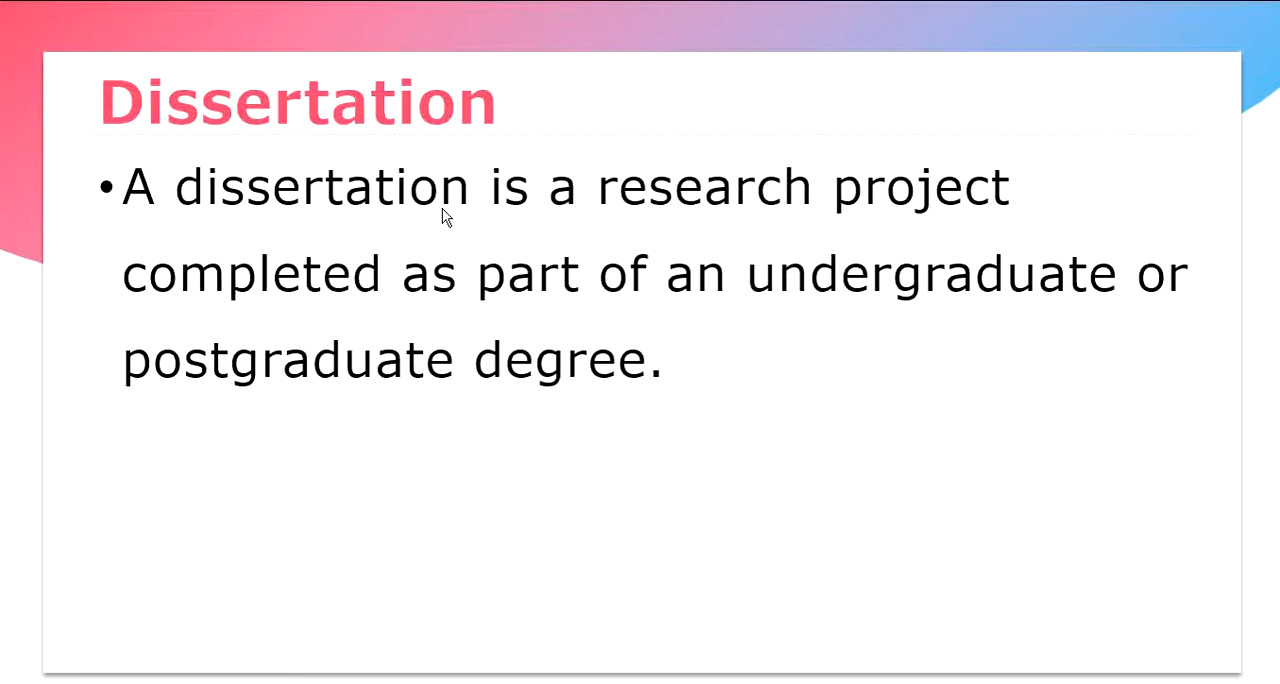 Dissertation
•A dissertation is a research project
completed as part of an undergraduate or
postgraduate degree.